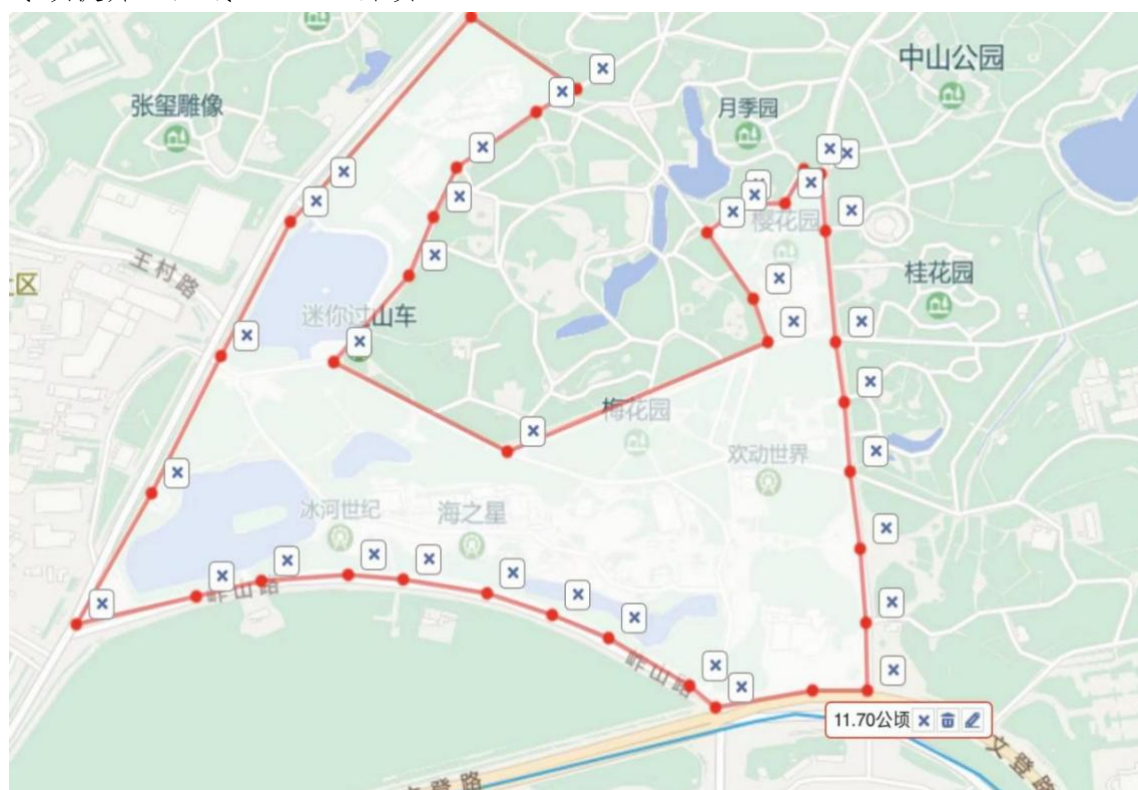 中山公园
张玺雕像
月季园
樱花园
王村路
桂花园
迷你过山车
梅花园
欢动世界
冰河世纪
海之星
昨山路
昨山路
11.70公顷
文登路
登路